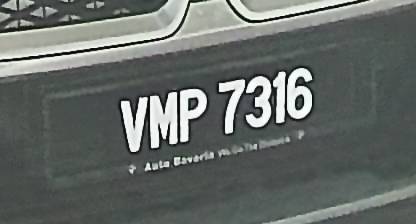 VMP 7316
Auto Bavaria